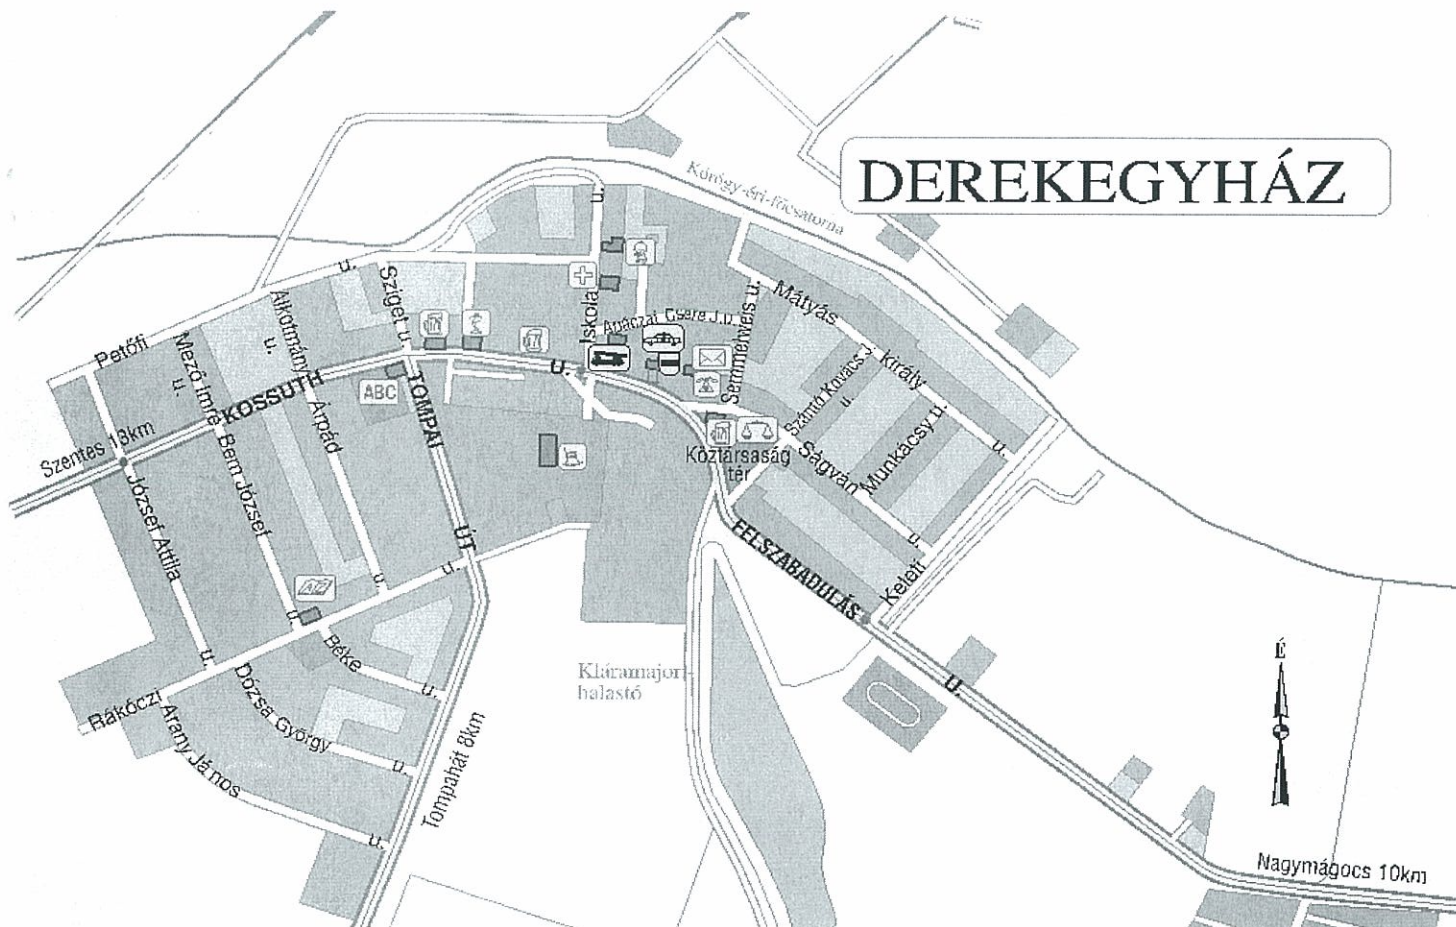 DEREKEGYHÁZ
Kórógy-éri-főcsatorna
Petőfi u.
Mező Imre u.
Alkotmány u.
Sziget u.
Iskola u.
Apáczai Csere J.u.
Semmelweis u.
Mátyás király u.
Szántó Kovács J. u.
Munkácsy u.
Ságvári u.
Keleti
Köztársaság
tér
KOSSUTH U.
ABC
TOMPAI ÚT
Árpád u.
Bem József u.
József Attila u.
Szentes 13km
FELSZABADULÁS U.
Béke u.
Dózsa György u.
Rákóczi u.
Arany János u.
Tompahát 8km
Kláramajori-
halastó
É
Nagymágocs 10km